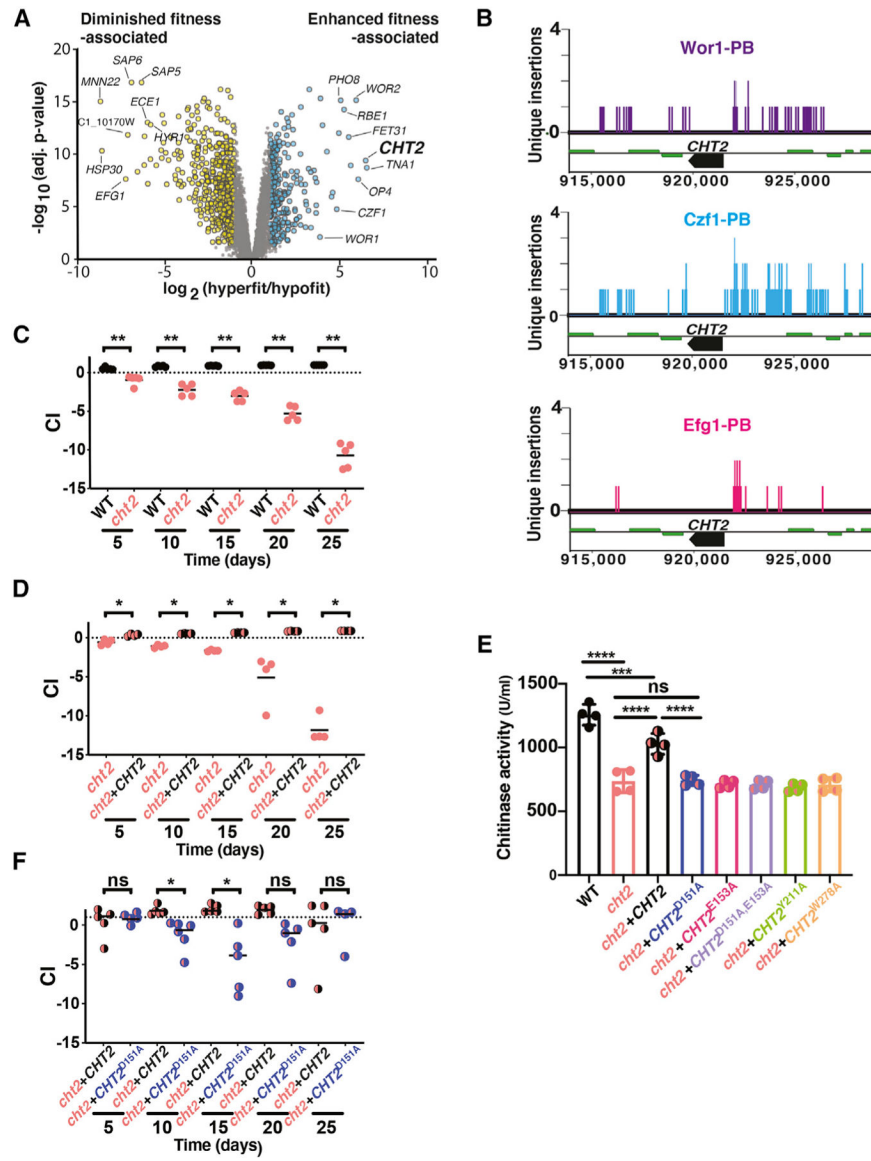 A
Diminished fitness
-associated
Enhanced fitness
-associated
-log10(adj. p-value)
20
15
10
5
0
SAP6
SAP5
MNN22
ECE1
C1_10170W
HYR1
HSP30
EFG1
PHO8
WOR2
RBE1
FET31
CHT2
TNA1
OP4
CZF1
WOR1
-10
-5
0
5
10
log2 (hyperfit/hypofit)
B
Unique insertions
4
0
Wor1-PB
CHT2
915,000
920,000
925,000
Unique insertions
4
0
Czf1-PB
CHT2
915,000
920,000
925,000
Unique insertions
4
0
Efg1-PB
CHT2
915,000
920,000
925,000
C
CI
0
-5
-10
-15
**
**
**
**
**
WT
cht2
WT
cht2
WT
cht2
WT
cht2
WT
cht2
5
10
15
20
25
Time (days)
D
CI
0
-5
-10
-15
*
*
*
*
*
cht2
cht2+CHT2
cht2
cht2+CHT2
cht2
cht2+CHT2
cht2
cht2+CHT2
cht2
cht2+CHT2
5
10
15
20
25
Time (days)
E
Chitinase activity (U/ml)
1500
1000
500
0
****
***
ns
****
****
WT
cht2
cht2+CHT2
cht2+CHT2D151A
cht2+CHT2E153A
cht2+CHT2D151A,E153A
cht2+CHT2Y211A
cht2+CHT2W278A
F
CI
0
-5
-10
-15
ns
*
*
ns
ns
cht2+CHT2
cht2+CHT2D151A
cht2+CHT2
cht2+CHT2D151A
cht2+CHT2
cht2+CHT2D151A
cht2+CHT2
cht2+CHT2D151A
cht2+CHT2
cht2+CHT2D151A
5
10
15
20
25
Time (days)